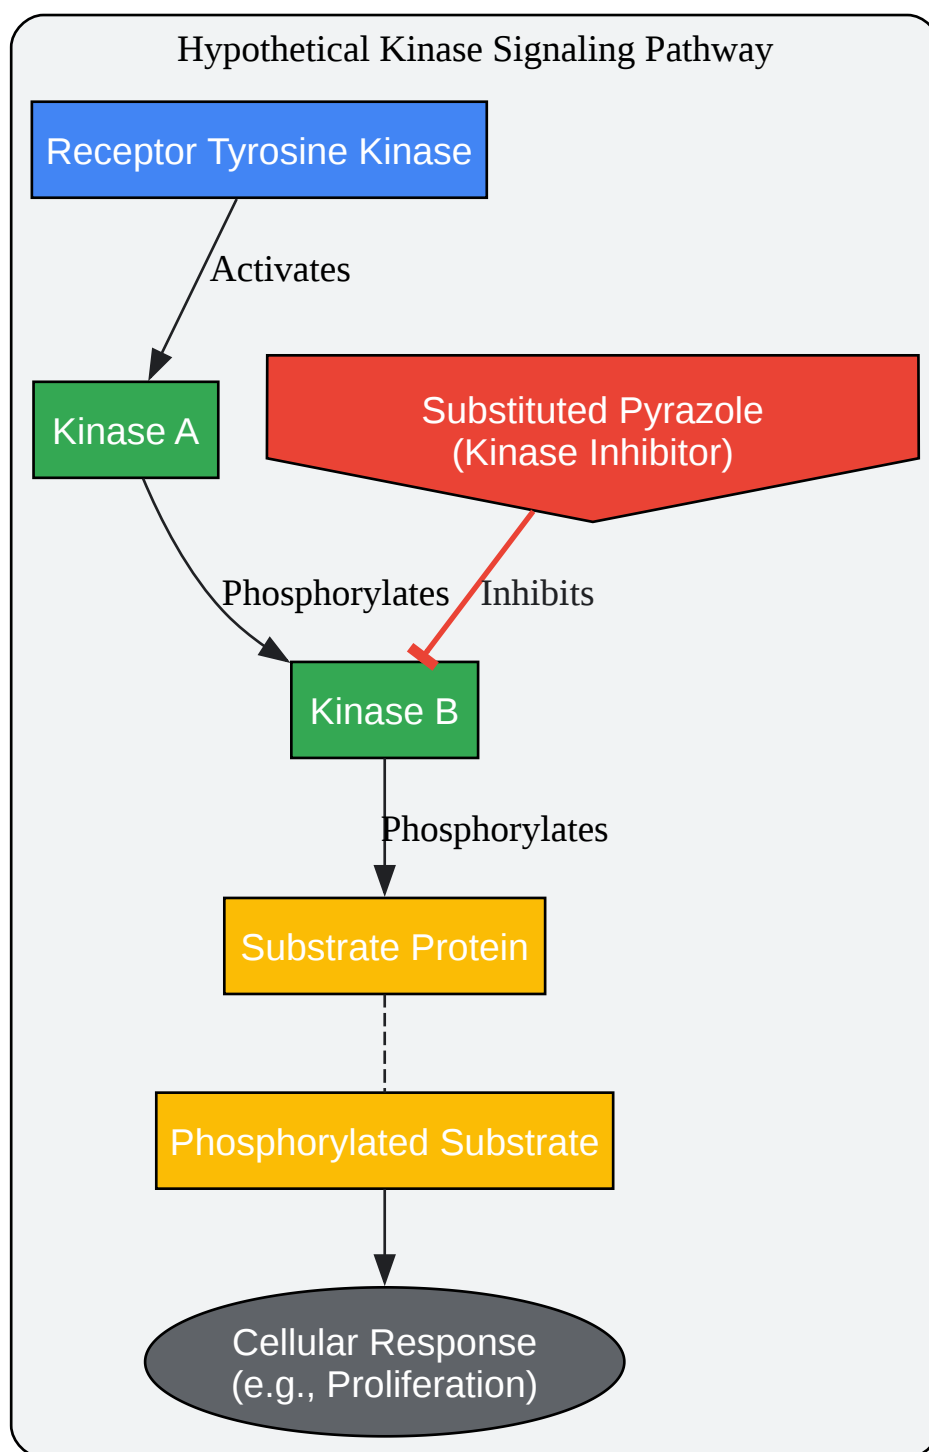 Hypothetical Kinase Signaling Pathway
Receptor Tyrosine Kinase
Activates
Kinase A
Substituted Pyrazole
(Kinase Inhibitor)
Phosphorylates
Inhibits
Kinase B
Phosphorylates
Substrate Protein
Phosphorylated Substrate
Cellular Response
(e.g., Proliferation)